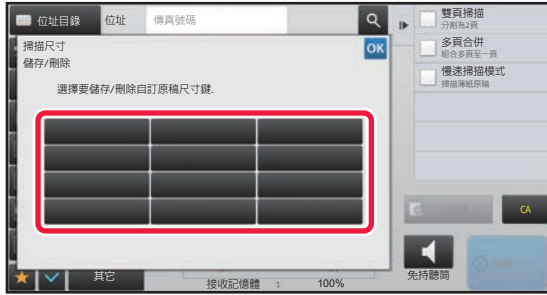 位址目錄
位址
傳真號碼
掃描尺寸
儲存/刪除
OK
選擇要儲存/刪除自訂原稿尺寸鍵.
雙頁掃描
分割為2頁
多頁合併
組合多頁至一頁
慢速掃描模式
掃描薄紙原稿
CA
免持聽筒
其它
接收記憶體 : 100%